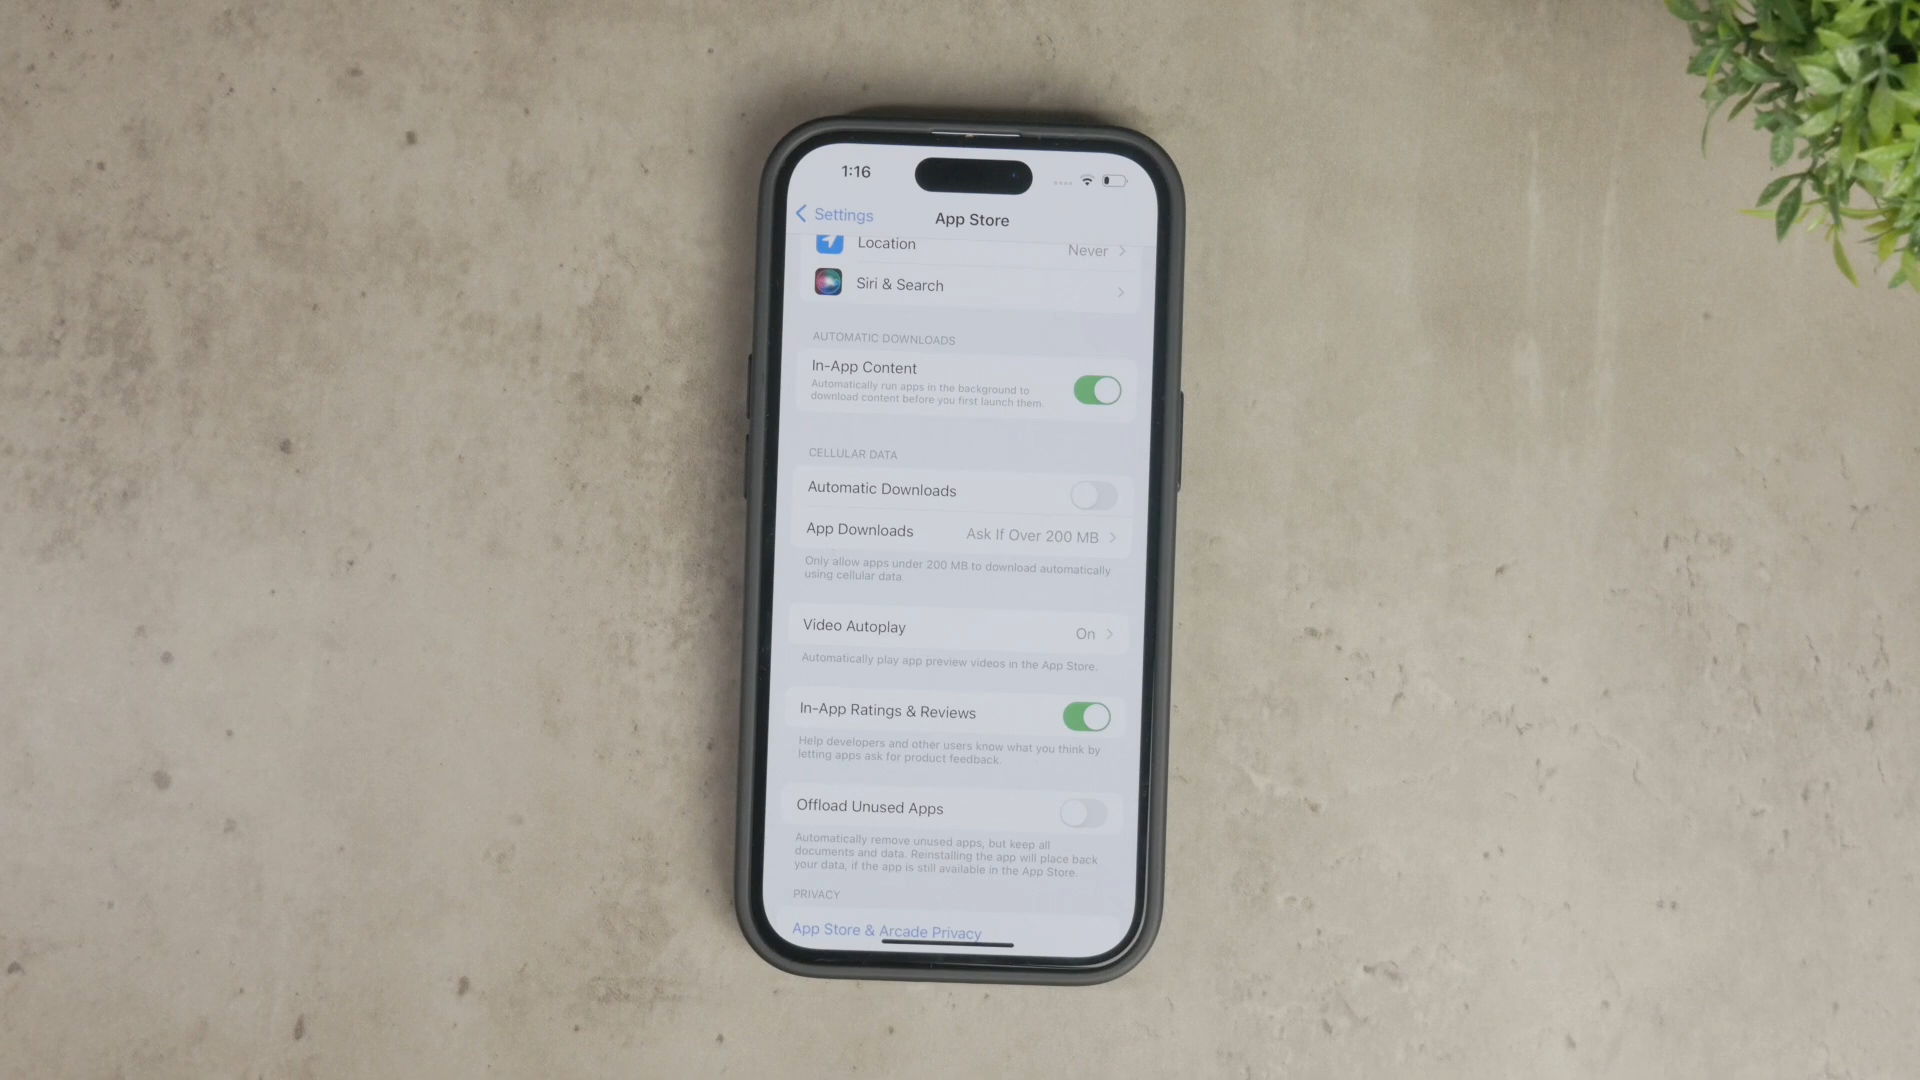 1:16
Settings
App Store
Location
Never
Siri & Search
AUTOMATIC DOWNLOADS
In-App Content
Automatically run apps in the background to
download content before you first launch them.
CELLULAR DATA
Automatic Downloads
App Downloads
Ask If Over 200 MB
Only allow apps under 200 MB to download automatically
using cellular data.
Video Autoplay
On
Automatically play app preview videos in the App Store.
In-App Ratings & Reviews
Help developers and other users know what you think by
letting apps ask for product feedback.
Offload Unused Apps
Automatically remove unused apps, but keep all
documents and data. Reinstalling the app will place back
your data, if the app is still available in the App Store.
PRIVACY
App Store & Arcade Privacy